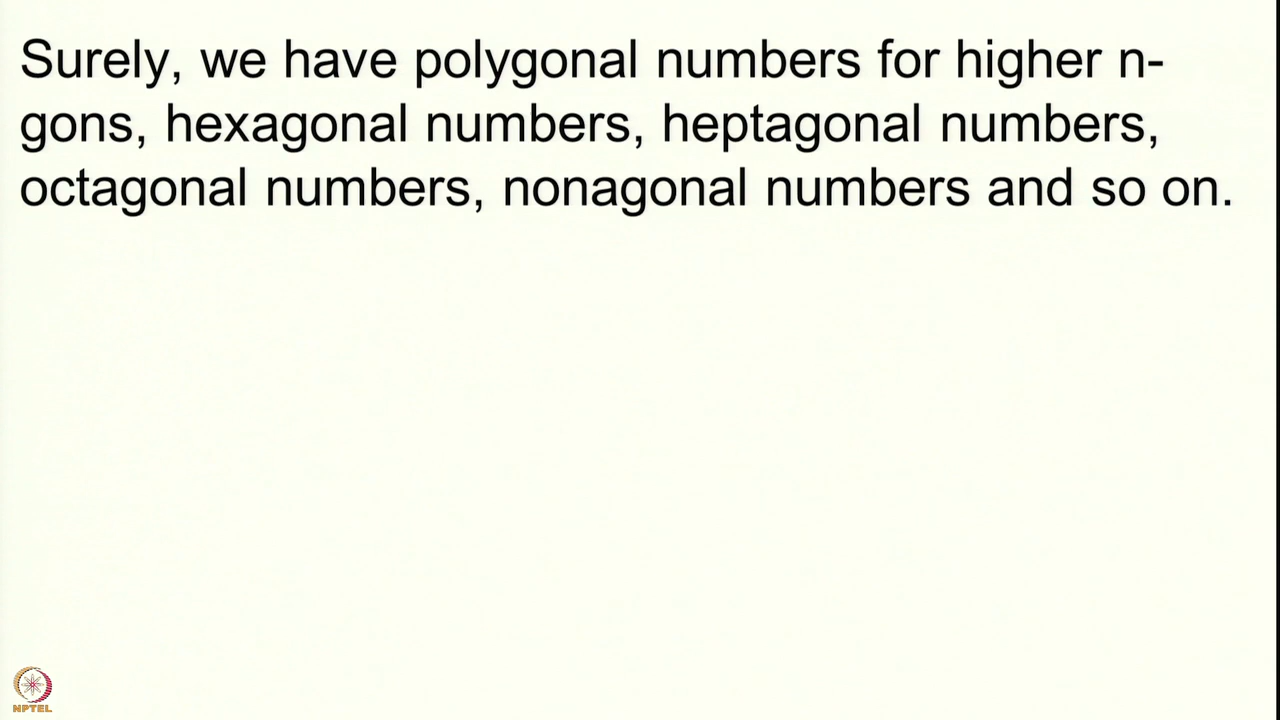 Surely, we have polygonal numbers for higher n-
gons, hexagonal numbers, heptagonal numbers,
octagonal numbers, nonagonal numbers and so on.
NPTEL